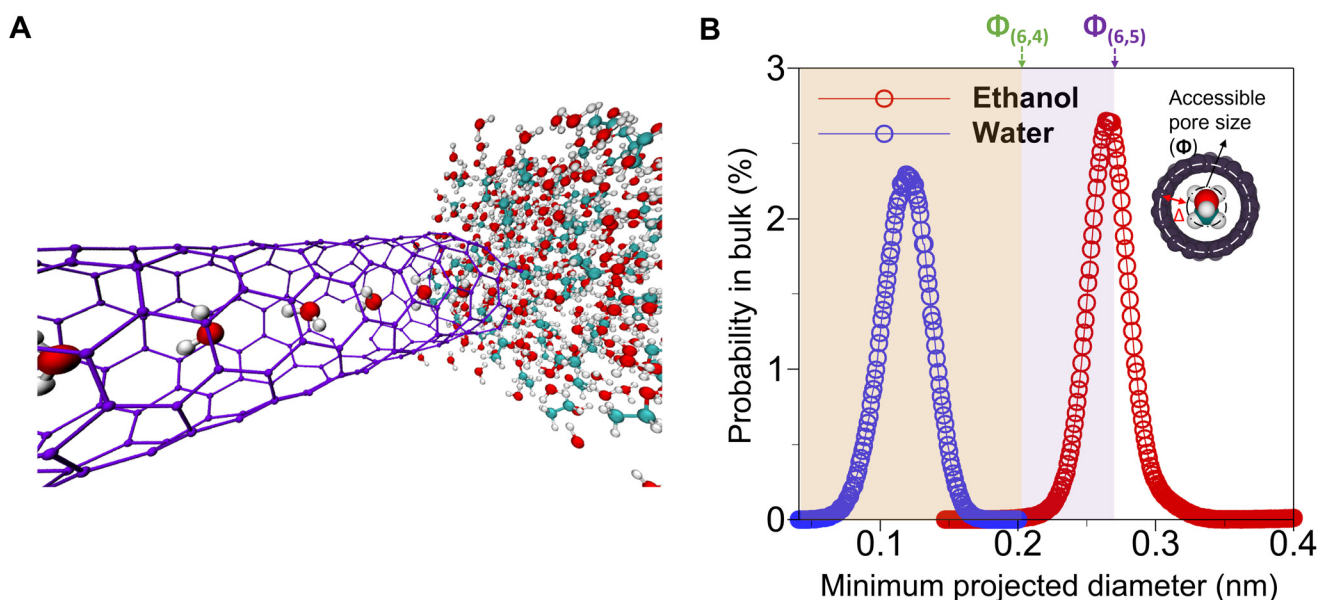 A
B
Φ(6,4)
Φ(6,5)
3
2
1
0
Probability in bulk (%)
Ethanol
Water
Accessible
pore size
(Φ)
Δ
0.1
0.2
0.3
0.4
Minimum projected diameter (nm)